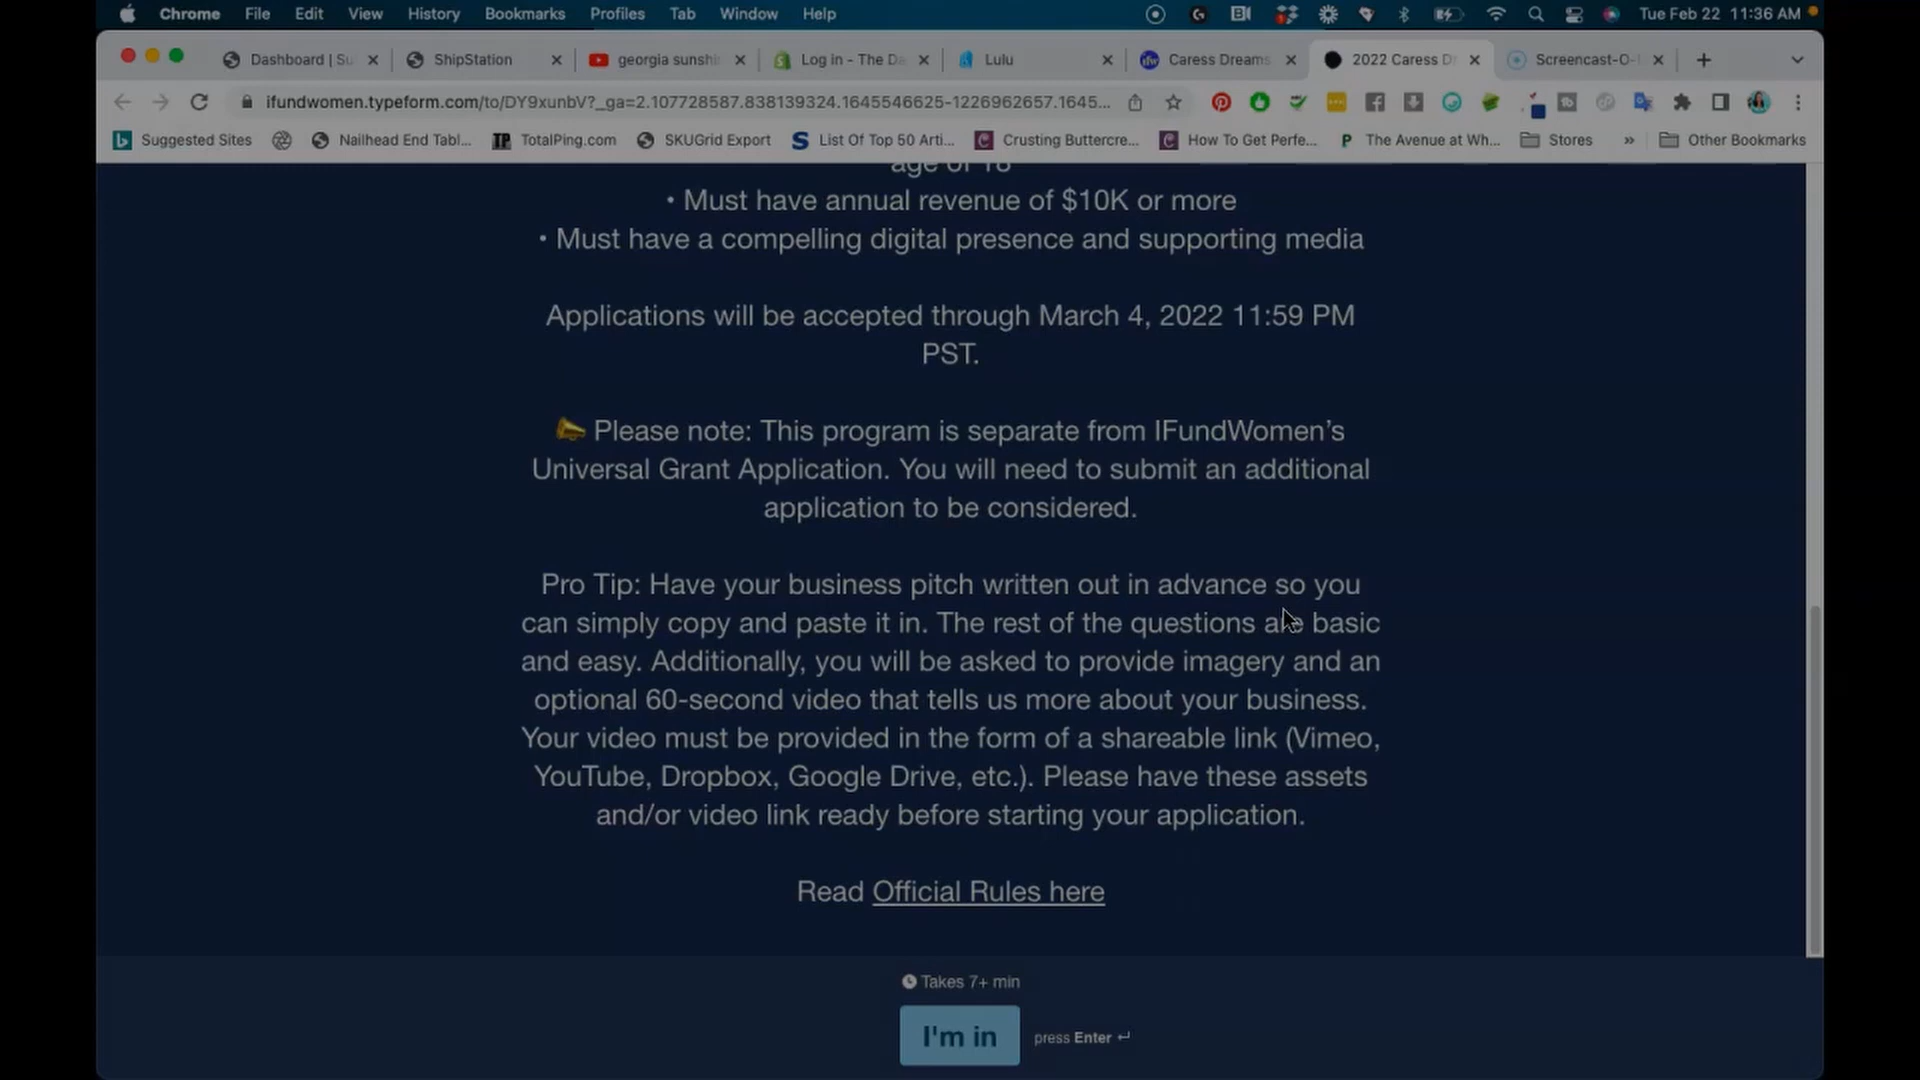 Chrome File Edit View History Bookmarks Profiles Tab Window Help Tue Feb 22 11:36 AM
Dashboard | Su ShipStation georgia sunshi Log in - The Da Lulu Caress Dreams 2022 Caress D Screencast-O-
ifundwomen.typeform.com/to/DY9xunbV?_ga=2.107728587.838139324.1645546625-1226962657.1645...
Suggested Sites Nailhead End Tabl... TotalPing.com SKUGrid Export List Of Top 50 Arti... Crusting Buttercre... How To Get Perfe... The Avenue at Wh... Stores » Other Bookmarks
age of 18
• Must have annual revenue of $10K or more
• Must have a compelling digital presence and supporting media
Applications will be accepted through March 4, 2022 11:59 PM
PST.
Please note: This program is separate from IFundWomen’s
Universal Grant Application. You will need to submit an additional
application to be considered.
Pro Tip: Have your business pitch written out in advance so you
can simply copy and paste it in. The rest of the questions are basic
and easy. Additionally, you will be asked to provide imagery and an
optional 60-second video that tells us more about your business.
Your video must be provided in the form of a shareable link (Vimeo,
YouTube, Dropbox, Google Drive, etc.). Please have these assets
and/or video link ready before starting your application.
Read Official Rules here
Takes 7+ min
I'm in press Enter ↵